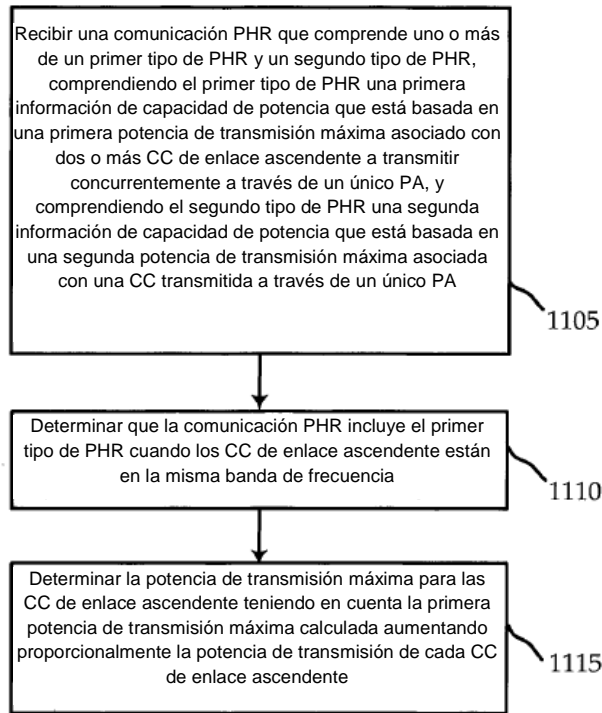 Recibir una comunicación PHR que comprende uno o más
de un primer tipo de PHR y un segundo tipo de PHR,
comprendiendo el primer tipo de PHR una primera
información de capacidad de potencia que está basada en
una primera potencia de transmisión máxima asociado con
dos o más CC de enlace ascendente a transmitir
concurrentemente a través de un único PA, y
comprendiendo el segundo tipo de PHR una segunda
información de capacidad de potencia que está basada en
una segunda potencia de transmisión máxima asociada
con una CC transmitida a través de un único PA
1105
Determinar que la comunicación PHR incluye el primer
tipo de PHR cuando los CC de enlace ascendente están
en la misma banda de frecuencia
1110
Determinar la potencia de transmisión máxima para las
CC de enlace ascendente teniendo en cuenta la primera
potencia de transmisión máxima calculada aumentando
proporcionalmente la potencia de transmisión de cada CC
de enlace ascendente
1115